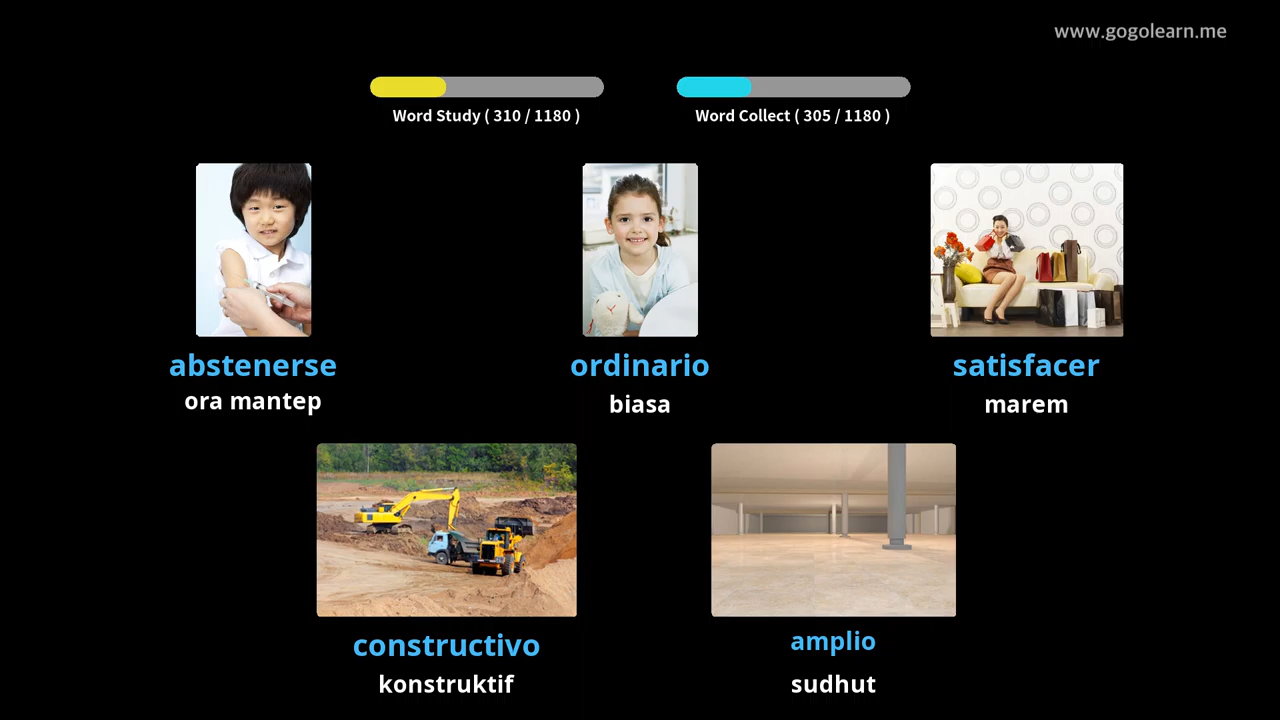 www.gogolearn.me
Word Study ( 310 / 1180 )
Word Collect ( 305 / 1180 )
abstenerse
ora mantep
ordinario
biasa
satisfacer
marem
constructivo
konstruktif
amplio
sudhut